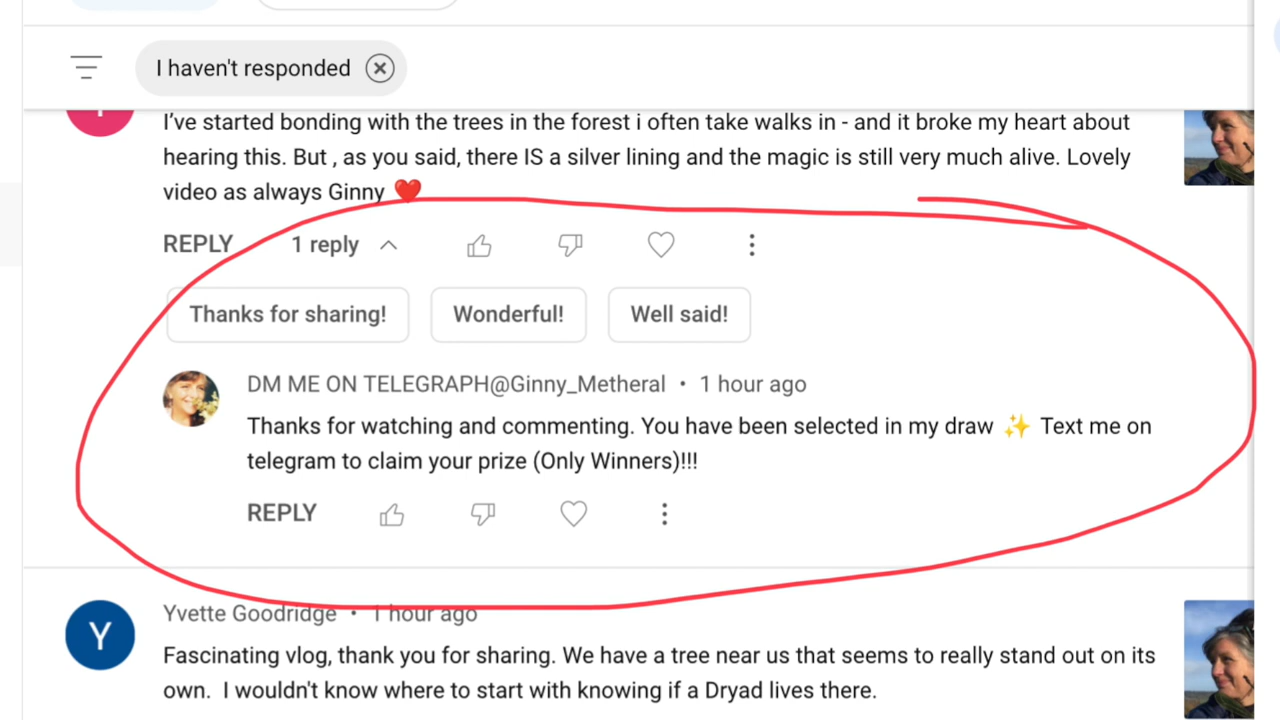 I haven't responded
I've started bonding with the trees in the forest i often take walks in - and it broke my heart about
hearing this. But , as you said, there IS a silver lining and the magic is still very much alive. Lovely
video as always Ginny ❤️
REPLY 1 reply
Thanks for sharing! Wonderful! Well said!
DM ME ON TELEGRAPH@Ginny_Metheral • 1 hour ago
Thanks for watching and commenting. You have been selected in my draw ✨ Text me on
telegram to claim your prize (Only Winners)!!!
REPLY
Yvette Goodridge • 1 hour ago
Y
Fascinating vlog, thank you for sharing. We have a tree near us that seems to really stand out on its
own. I wouldn't know where to start with knowing if a Dryad lives there.